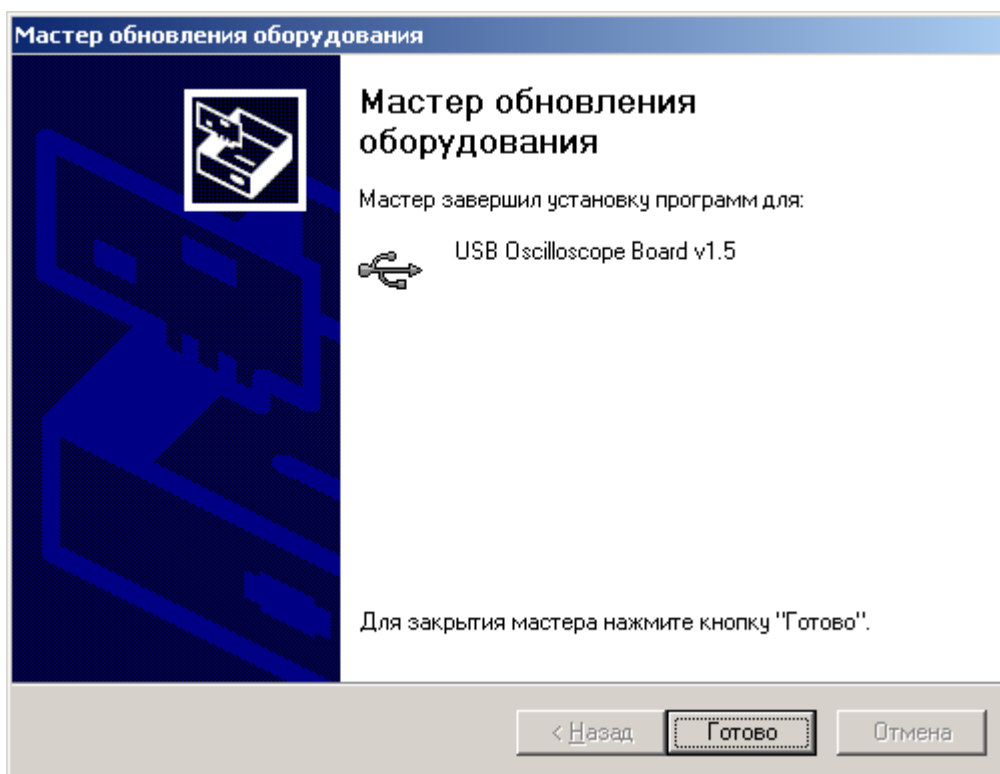 Мастер обновления оборудования
Мастер обновления
оборудования
Мастер завершил установку программ для:
USB Oscilloscope Board v1.5
Для закрытия мастера нажмите кнопку "Готово".
< Назад
Готово
Отмена